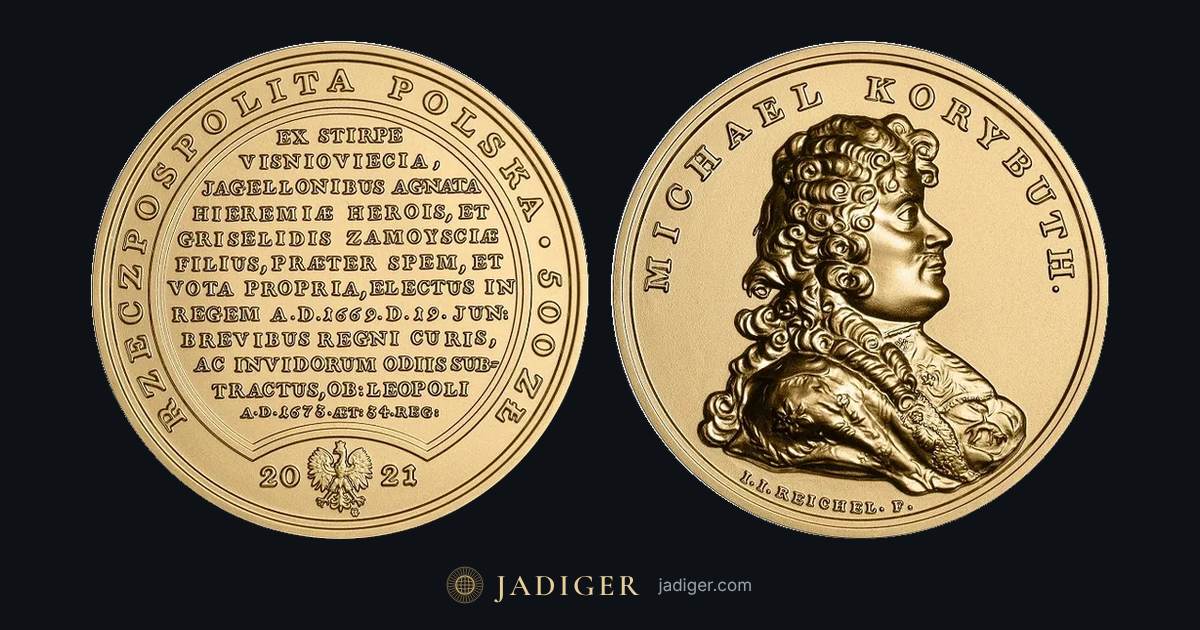 RZECZPOSPOLITA POLSKA · 500 ZŁ
EX STIRPE
VISNIOVIECIA,
JAGELLONIBUS AGNATA
HIEREMIÆ HEROIS, ET
GRISELIDIS ZAMOYSCIÆ
FILIUS, PRÆTER SPEM, ET
VOTA PROPRIA, ELECTUS IN
REGEM A.D.1669.D.19.JUN:
BREVIBUS REGNI CURIS,
AC INVIDORUM ODIIS SUB=
TRACTUS, OB: LEOPOLI
A.D.1673.ÆT:34.REG:
20 21
MICHAEL KORYBUTH.
I.I.REICHEL. F.
JADIGER jadiger.com